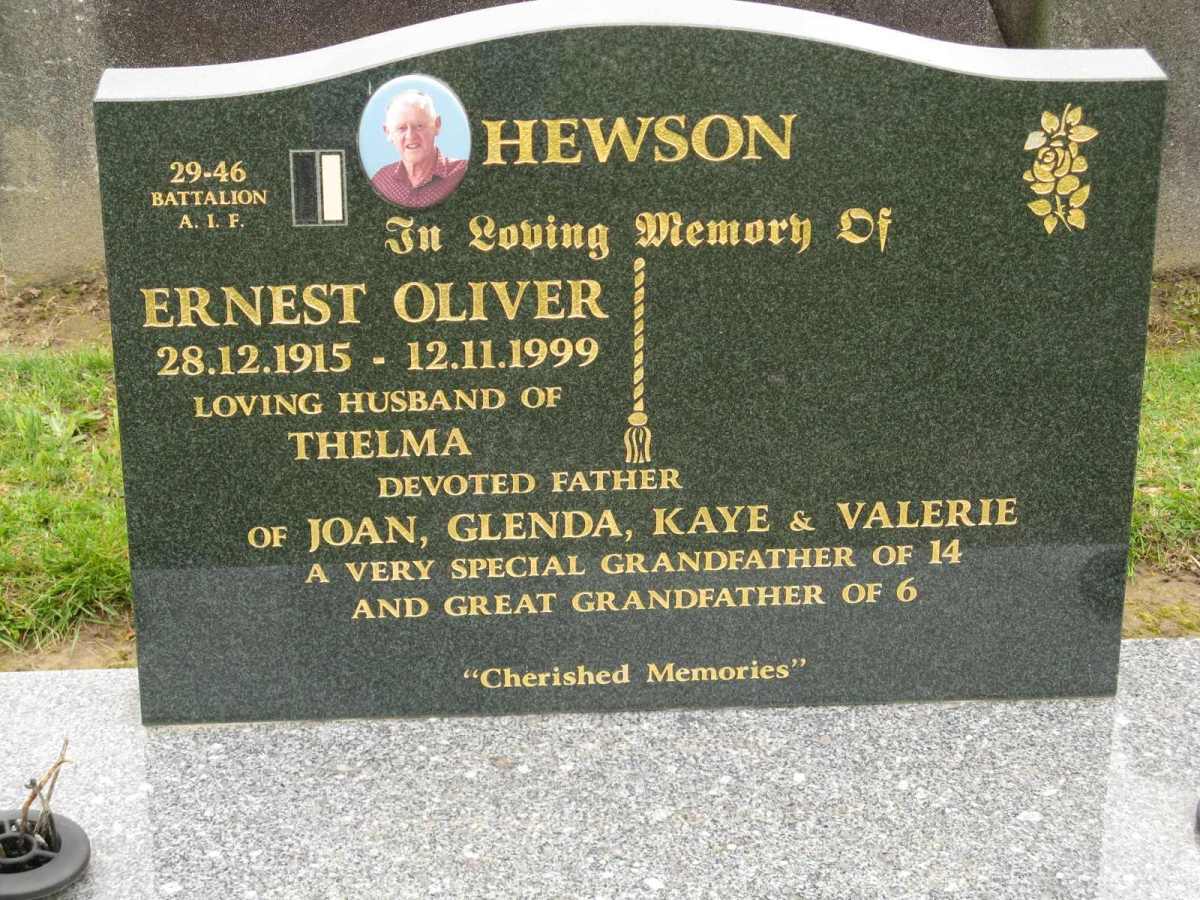 HEWSON
29-46
BATTALION
A. I. F.
In Loving Memory Of
ERNEST OLIVER
28.12.1915 - 12.11.1999
LOVING HUSBAND OF
THELMA
DEVOTED FATHER
OF JOAN, GLENDA, KAYE & VALERIE
A VERY SPECIAL GRANDFATHER OF 14
AND GREAT GRANDFATHER OF 6
“Cherished Memories”